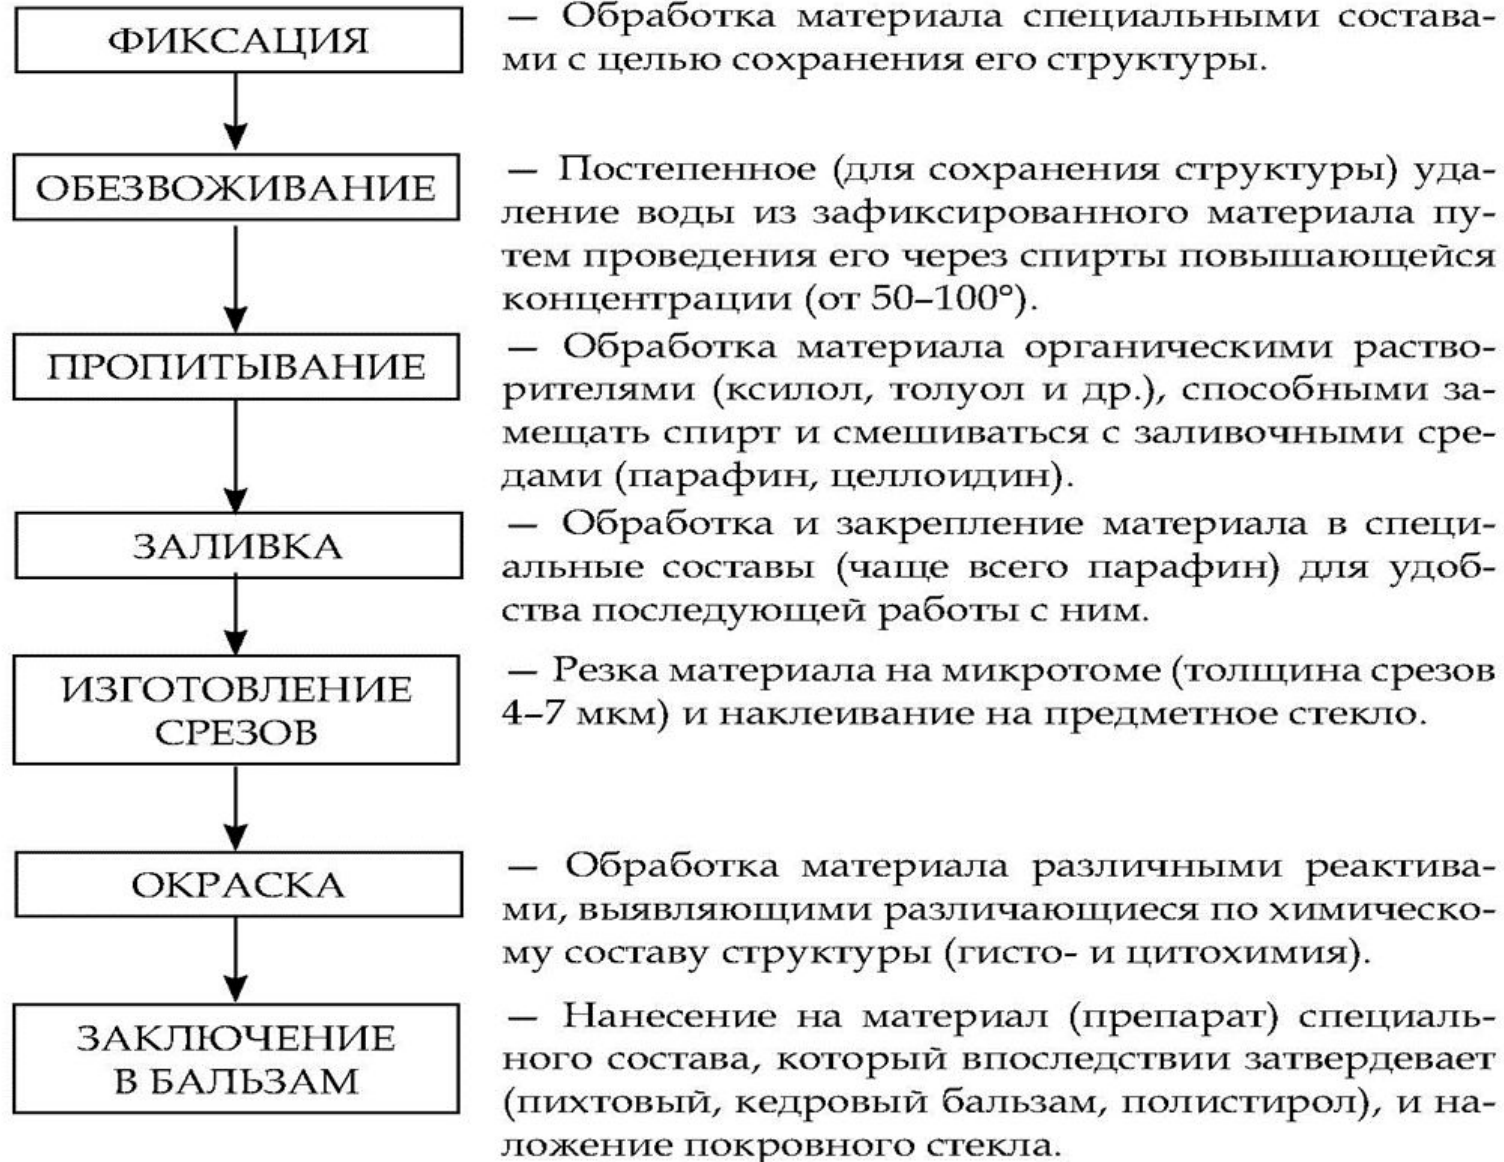 ФИКСАЦИЯ
— Обработка материала специальными состава-
ми с целью сохранения его структуры.
ОБЕЗВОЖИВАНИЕ
— Постепенное (для сохранения структуры) уда-
ление воды из зафиксированного материала пу-
тем проведения его через спирты повышающейся
концентрации (от 50–100°).
ПРОПИТЫВАНИЕ
— Обработка материала органическими раство-
рителями (ксилол, толуол и др.), способными за-
мещать спирт и смешиваться с заливочными сре-
дами (парафин, целлоидин).
ЗАЛИВКА
— Обработка и закрепление материала в специ-
альные составы (чаще всего парафин) для удоб-
ства последующей работы с ним.
ИЗГОТОВЛЕНИЕ
СРЕЗОВ
— Резка материала на микротоме (толщина срезов
4–7 мкм) и наклеивание на предметное стекло.
ОКРАСКА
— Обработка материала различными реактива-
ми, выявляющими различающиеся по химическо-
му составу структуры (гисто- и цитохимия).
ЗАКЛЮЧЕНИЕ
В БАЛЬЗАМ
— Нанесение на материал (препарат) специаль-
ного состава, который впоследствии затвердевает
(пихтовый, кедровый бальзам, полистирол), и на-
ложение покровного стекла.